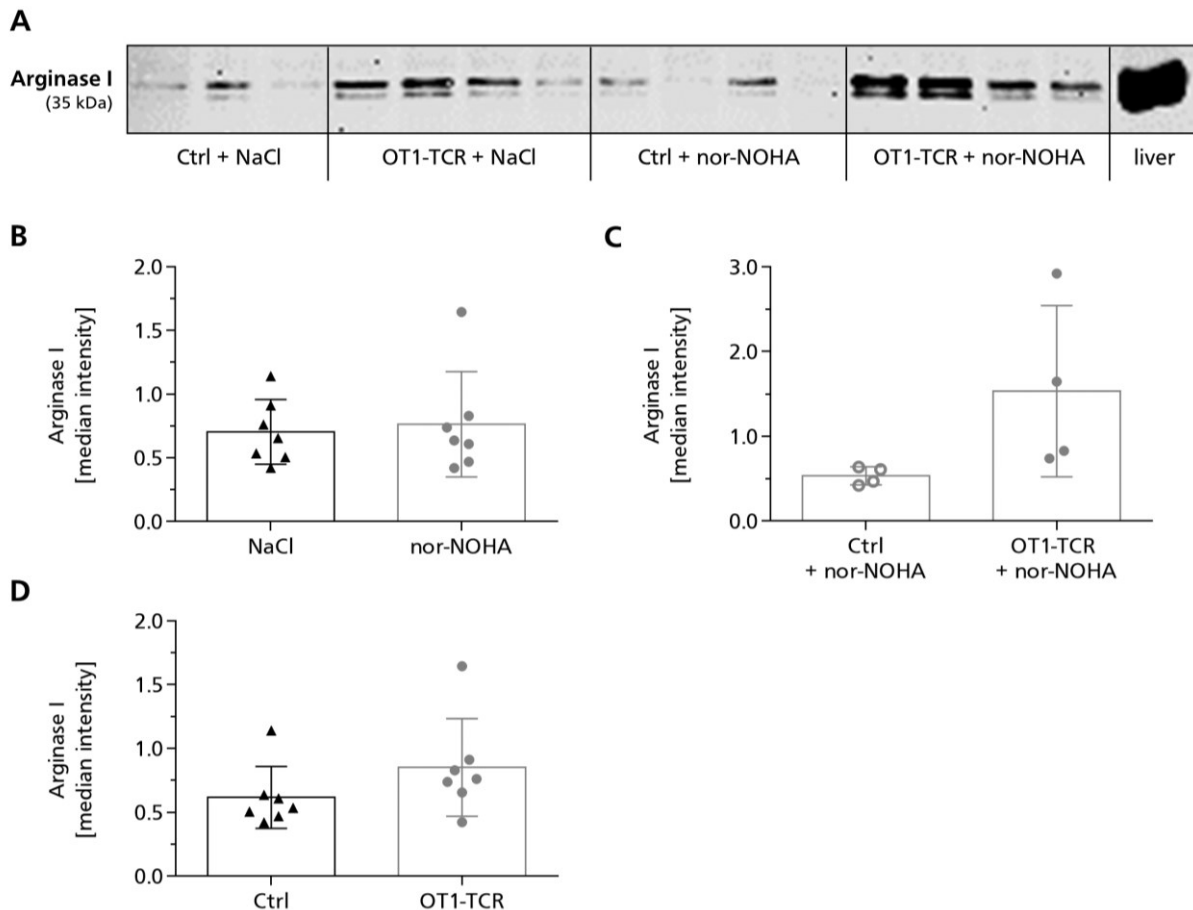 A
Arginase I
(35 kDa)
Ctrl + NaCl
OT1-TCR + NaCl
Ctrl + nor-NOHA
OT1-TCR + nor-NOHA
liver
B
Arginase I
[median intensity]
2.0
1.5
1.0
0.5
0.0
NaCl
nor-NOHA
C
Arginase I
[median intensity]
3.0
2.0
1.0
0.0
Ctrl
+ nor-NOHA
OT1-TCR
+ nor-NOHA
D
Arginase I
[median intensity]
2.0
1.5
1.0
0.5
0.0
Ctrl
OT1-TCR